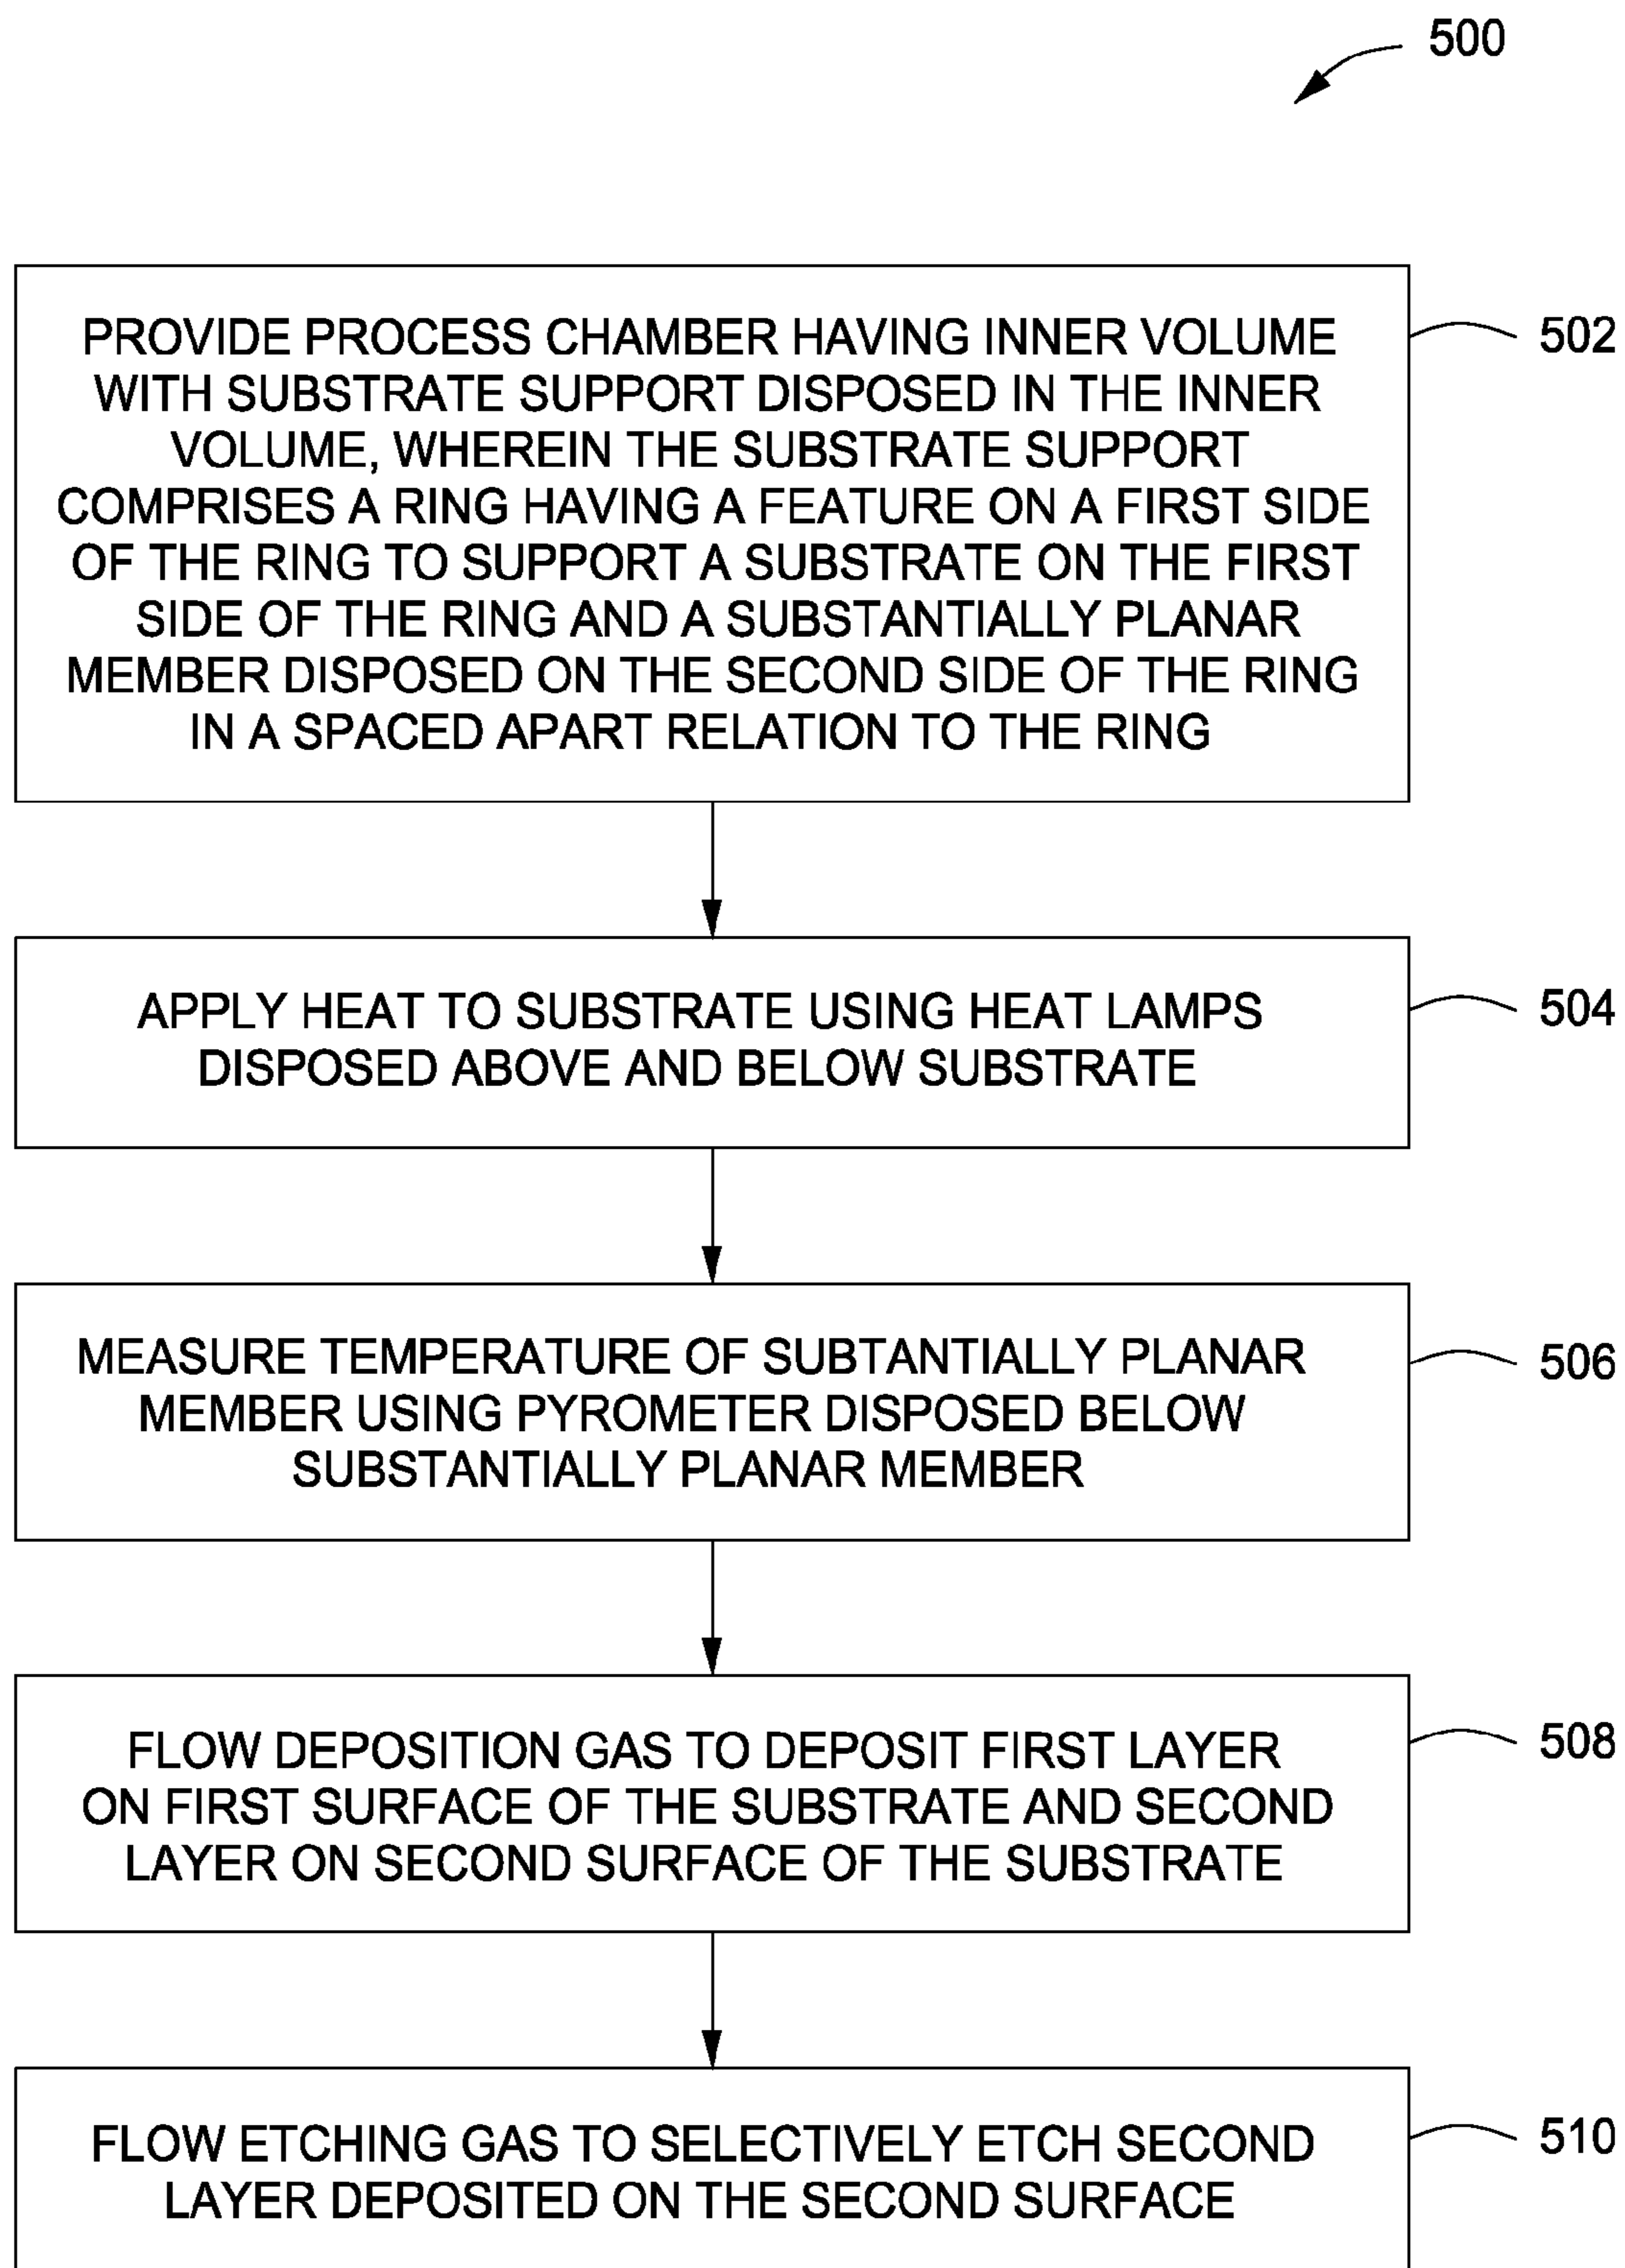 500
PROVIDE PROCESS CHAMBER HAVING INNER VOLUME
WITH SUBSTRATE SUPPORT DISPOSED IN THE INNER
VOLUME, WHEREIN THE SUBSTRATE SUPPORT
COMPRISES A RING HAVING A FEATURE ON A FIRST SIDE
OF THE RING TO SUPPORT A SUBSTRATE ON THE FIRST
SIDE OF THE RING AND A SUBSTANTIALLY PLANAR
MEMBER DISPOSED ON THE SECOND SIDE OF THE RING
IN A SPACED APART RELATION TO THE RING
502
APPLY HEAT TO SUBSTRATE USING HEAT LAMPS
DISPOSED ABOVE AND BELOW SUBSTRATE
504
MEASURE TEMPERATURE OF SUBTANTIALLY PLANAR
MEMBER USING PYROMETER DISPOSED BELOW
SUBSTANTIALLY PLANAR MEMBER
506
FLOW DEPOSITION GAS TO DEPOSIT FIRST LAYER
ON FIRST SURFACE OF THE SUBSTRATE AND SECOND
LAYER ON SECOND SURFACE OF THE SUBSTRATE
508
FLOW ETCHING GAS TO SELECTIVELY ETCH SECOND
LAYER DEPOSITED ON THE SECOND SURFACE
510